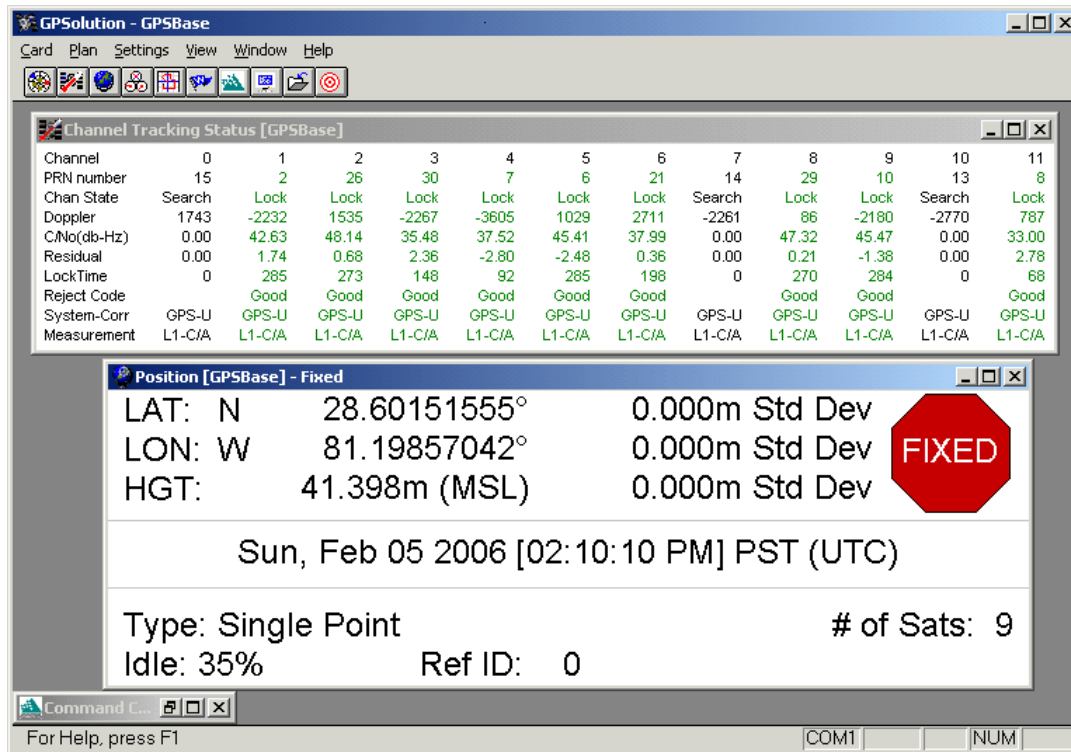 GPSolution - GPSBase
Card Plan Settings View Window Help
Channel Tracking Status [GPSBase]
Channel 0 1 2 3 4 5 6 7 8 9 10 11
PRN number 15 2 26 30 7 6 21 14 29 10 13 8
Chan State Search Lock Lock Lock Lock Lock Lock Search Lock Lock Search Lock
Doppler 1743 -2232 1535 -2267 -3605 1029 2711 -2261 86 -2180 -2770 787
C/No(db-Hz) 0.00 42.63 48.14 35.48 37.52 45.41 37.99 0.00 47.32 45.47 0.00 33.00
Residual 0.00 1.74 0.68 2.36 -2.80 -2.48 0.36 0.00 0.21 -1.38 0.00 2.78
LockTime 0 285 273 148 92 285 198 0 270 284 0 68
Reject Code Good Good Good Good Good Good Good Good Good
System-Corr GPS-U GPS-U GPS-U GPS-U GPS-U GPS-U GPS-U GPS-U GPS-U GPS-U GPS-U GPS-U
Measurement L1-C/A L1-C/A L1-C/A L1-C/A L1-C/A L1-C/A L1-C/A L1-C/A L1-C/A L1-C/A L1-C/A L1-C/A
Position [GPSBase] - Fixed
LAT: N 28.60151555° 0.000m Std Dev
LON: W 81.19857042° 0.000m Std Dev
HGT: 41.398m (MSL) 0.000m Std Dev
FIXED
Sun, Feb 05 2006 [02:10:10 PM] PST (UTC)
Type: Single Point # of Sats: 9
Idle: 35% Ref ID: 0
Command C...
For Help, press F1 COM1 NUM